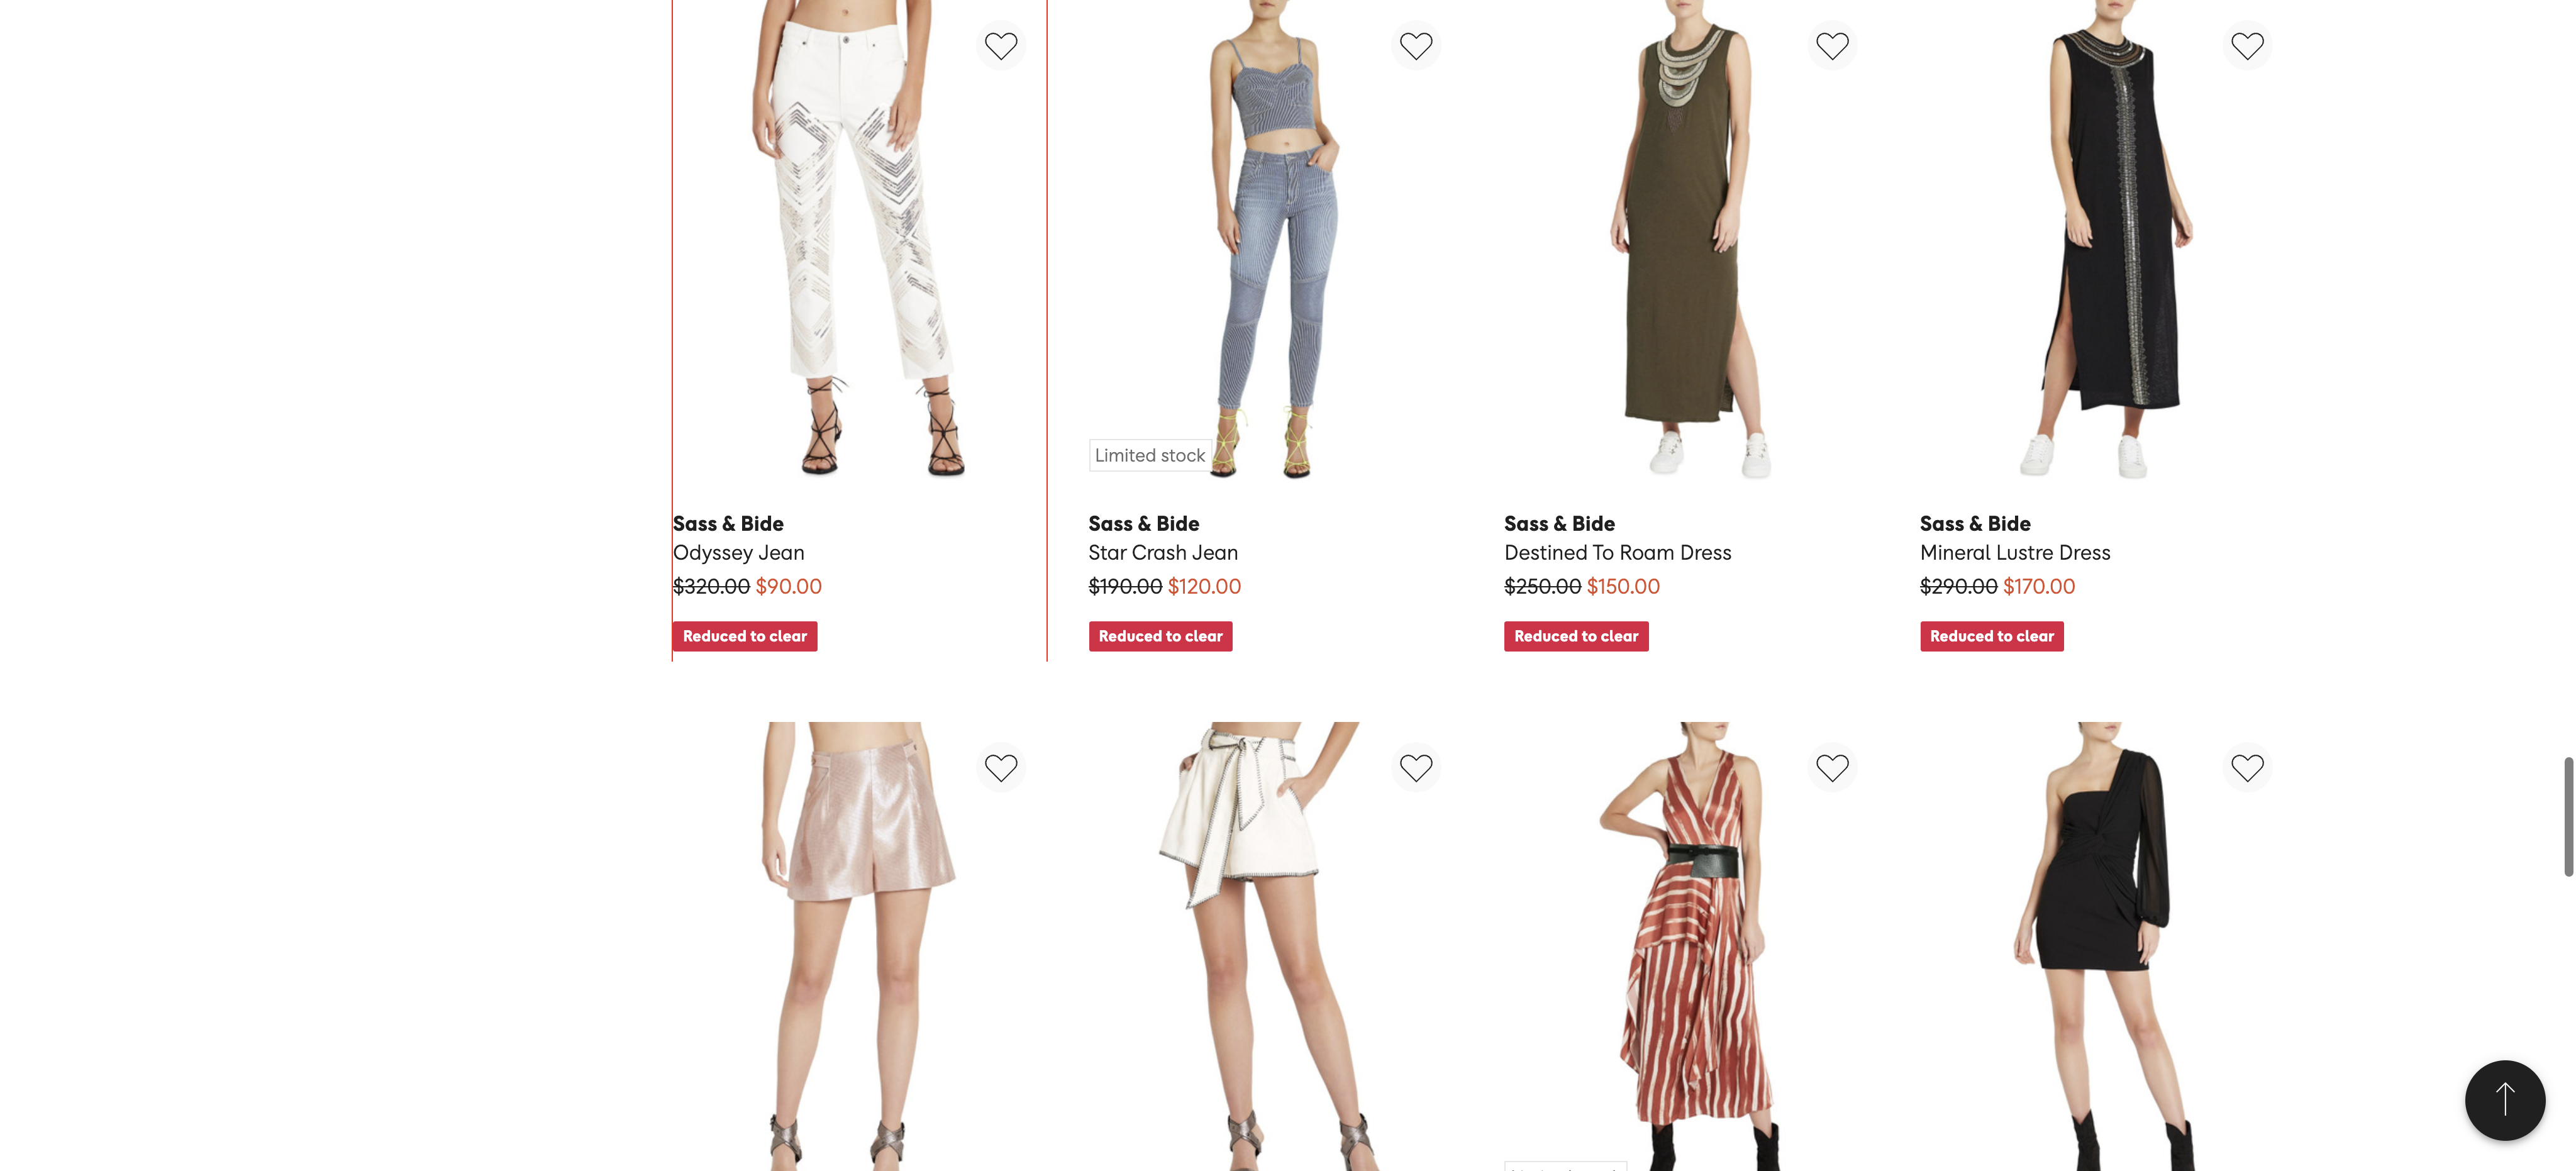 Limited stock
Sass & Bide
Odyssey Jean
$320.00 $90.00
Reduced to clear
Sass & Bide
Star Crash Jean
$190.00 $120.00
Reduced to clear
Sass & Bide
Destined To Roam Dress
$250.00 $150.00
Reduced to clear
Sass & Bide
Mineral Lustre Dress
$290.00 $170.00
Reduced to clear